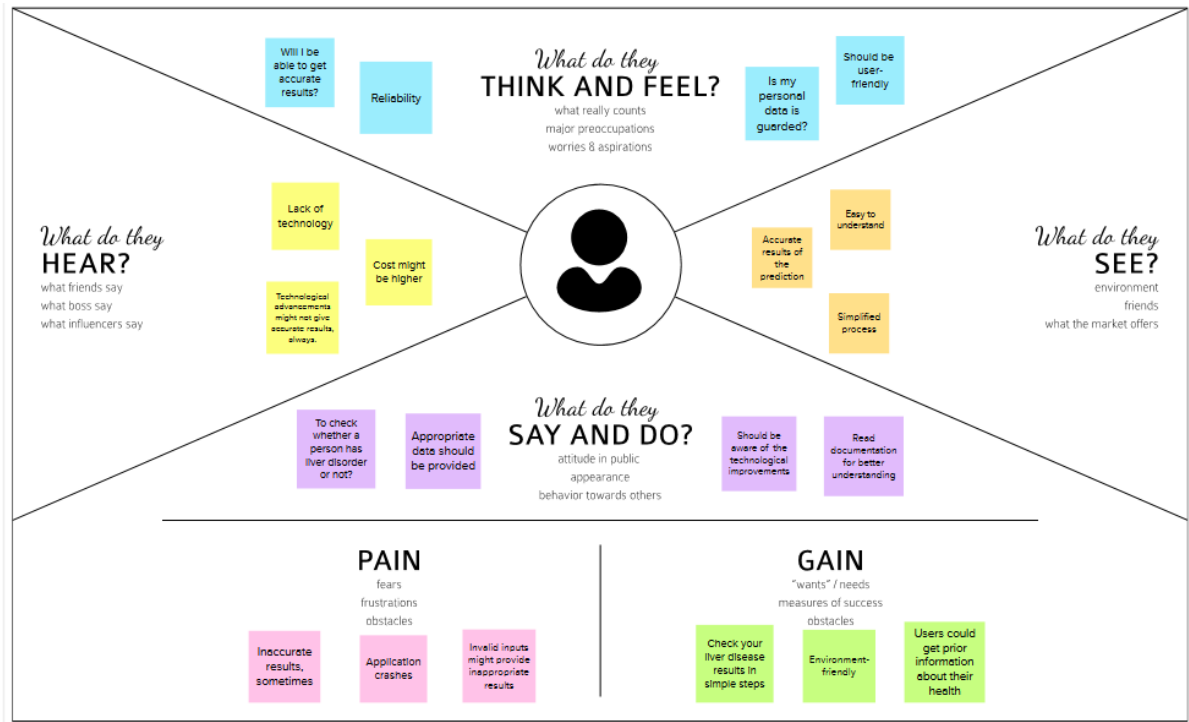 What do they
THINK AND FEEL?
what really counts
major preoccupations
worries & aspirations
Will I be
able to get
accurate
results?
Reliability
Is my
personal
data is
guarded?
Should be
user-
friendly
What do they
HEAR?
what friends say
what boss say
what influencers say
Lack of
technology
Cost might
be higher
Technological
advancements
might not give
accurate results,
always.
What do they
SEE?
environment
friends
what the market offers
Easy to
understand
Accurate
results of
the
prediction
Simplified
process
What do they
SAY AND DO?
attitude in public
appearance
behavior towards others
To check
whether a
person has
liver disorder
or not?
Appropriate
data should
be provided
Should be
aware of the
technological
improvements
Read
documentation
for better
understanding
PAIN
fears
frustrations
obstacles
Inaccurate
results,
sometimes
Application
crashes
Invalid inputs
might provide
inappropriate
results
GAIN
"wants" / needs
measures of success
obstacles
Check your
liver disease
results in
simple steps
Environment-
friendly
Users could
get prior
information
about their
health